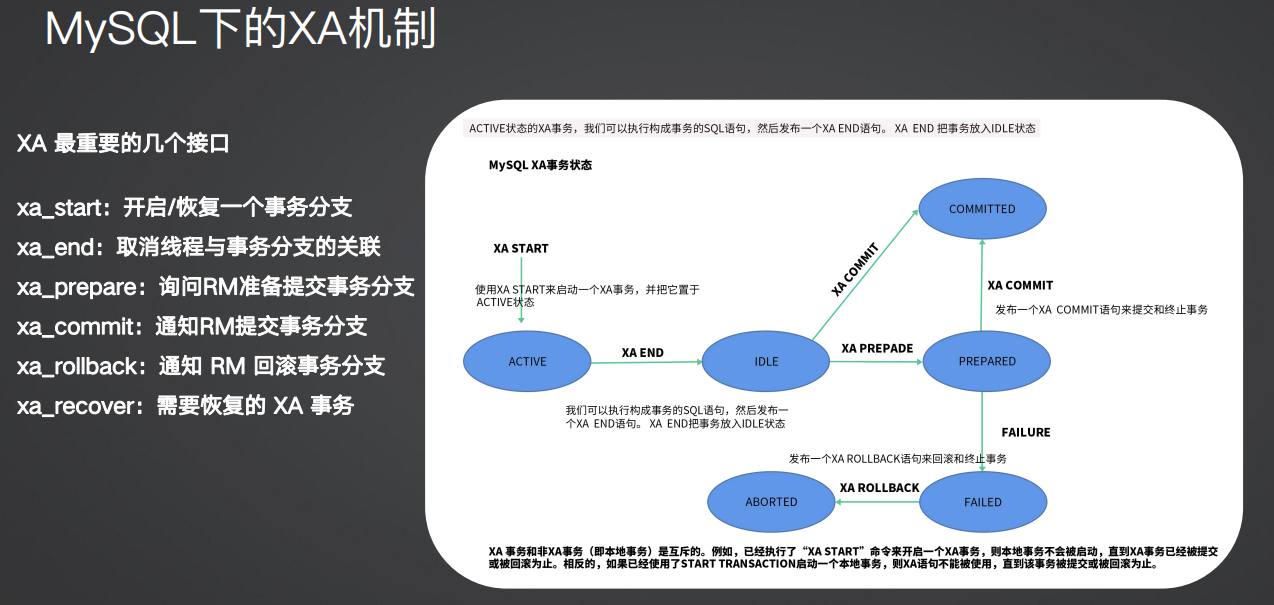 MySQL下的XA机制
XA 最重要的几个接口
xa_start：开启/恢复一个事务分支
xa_end：取消线程与事务分支的关联
xa_prepare：询问RM准备提交事务分支
xa_commit：通知RM提交事务分支
xa_rollback：通知 RM 回滚事务分支
xa_recover：需要恢复的 XA 事务
ACTIVE状态的XA事务，我们可以执行构成事务的SQL语句，然后发布一个XA END语句。 XA END 把事务放入IDLE状态
MySQL XA事务状态
COMMITTED
XA START
XA COMMIT
使用XA START来启动一个XA事务，并把它置于
ACTIVE状态
XA COMMIT
发布一个XA COMMIT语句来提交和终止事务
ACTIVE
XA END
IDLE
XA PREPADE
PREPARED
我们可以执行构成事务的SQL语句，然后发布一
个XA END语句。 XA END把事务放入IDLE状态
FAILURE
发布一个XA ROLLBACK语句来回滚和终止事务
ABORTED
XA ROLLBACK
FAILED
XA 事务和非XA事务（即本地事务）是互斥的。例如，已经执行了“XA START”命令来开启一个XA事务，则本地事务不会被启动，直到XA事务已经被提交
或被回滚为止。相反的，如果已经使用了START TRANSACTION启动一个本地事务，则XA语句不能被使用，直到该事务被提交或被回滚为止。